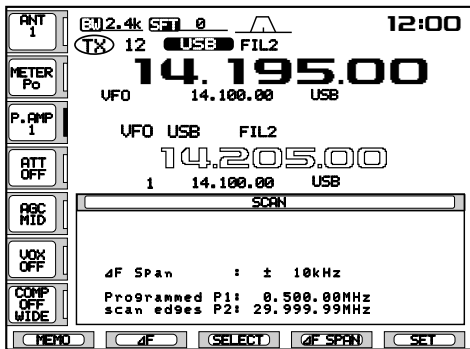 ANT 1
BW 2.4k SFT 0
12:00
TX 12 USB FIL2
METER Po
14.195.00
VFO 14.100.00 USB
P.AMP 1
VFO USB FIL2
ATT OFF
14.205.00
1 14.100.00 USB
AGC MID
SCAN
VOX OFF
ΔF SPan : ± 10kHz
COMP OFF WIDE
Programmed P1: 0.500.00MHz
scan edges P2: 29.999.99MHz
MEMO ΔF SELECT ΔF SPAN SET